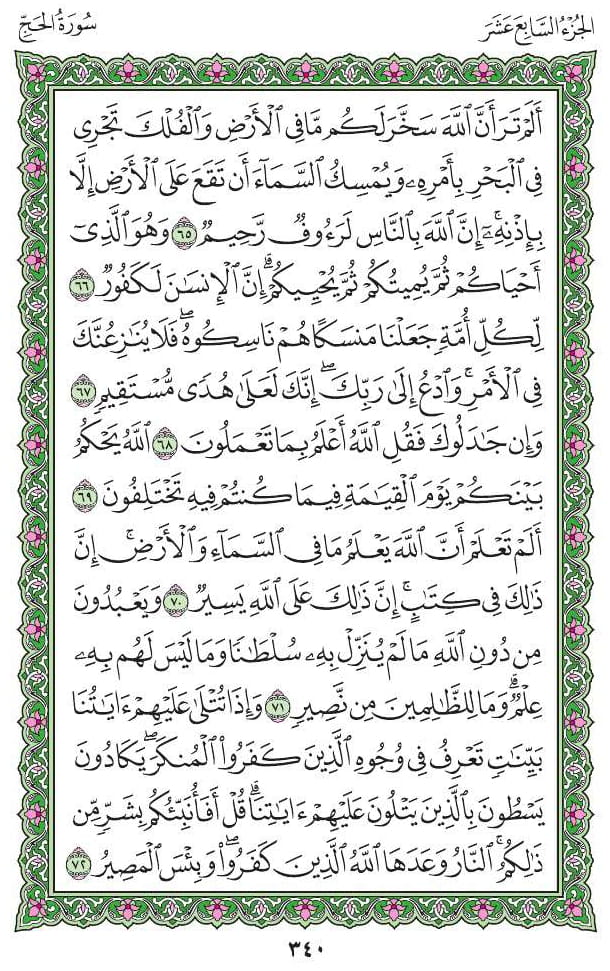 الجُزْءُ السَّابِعَ عَشَرَ
سُورَةُ الحَجِّ
أَلَمْ تَرَ أَنَّ ٱللَّهَ سَخَّرَ لَكُم مَّا فِي ٱلْأَرْضِ وَٱلْفُلْكَ تَجْرِي
فِي ٱلْبَحْرِ بِأَمْرِهِۦ وَيُمْسِكُ ٱلسَّمَآءَ أَن تَقَعَ عَلَى ٱلْأَرْضِ إِلَّا
بِإِذْنِهِۦٓۚ إِنَّ ٱللَّهَ بِٱلنَّاسِ لَرَءُوفٌ رَّحِيمٌ ٦٥ وَهُوَ ٱلَّذِيٓ
أَحْيَاكُمْ ثُمَّ يُمِيتُكُمْ ثُمَّ يُحْيِيكُمْۗ إِنَّ ٱلْإِنسَٰنَ لَكَفُورٌ ٦٦
لِّكُلِّ أُمَّةٍ جَعَلْنَا مَنسَكًا هُمْ نَاسِكُوهُۖ فَلَا يُنَٰزِعُنَّكَ
فِي ٱلْأَمْرِۚ وَٱدْعُ إِلَىٰ رَبِّكَۖ إِنَّكَ لَعَلَىٰ هُدًى مُّسْتَقِيمٍ ٦٧
وَإِن جَٰدَلُوكَ فَقُلِ ٱللَّهُ أَعْلَمُ بِمَا تَعْمَلُونَ ٦٨ ٱللَّهُ يَحْكُمُ
بَيْنَكُمْ يَوْمَ ٱلْقِيَٰمَةِ فِيمَا كُنتُمْ فِيهِ تَخْتَلِفُونَ ٦٩
أَلَمْ تَعْلَمْ أَنَّ ٱللَّهَ يَعْلَمُ مَا فِي ٱلسَّمَآءِ وَٱلْأَرْضِۚ إِنَّ
ذَٰلِكَ فِي كِتَٰبٍۚ إِنَّ ذَٰلِكَ عَلَى ٱللَّهِ يَسِيرٌ ٧٠ وَيَعْبُدُونَ
مِن دُونِ ٱللَّهِ مَا لَمْ يُنَزِّلْ بِهِۦ سُلْطَٰنًا وَمَا لَيْسَ لَهُم بِهِۦ
عِلْمٌۗ وَمَا لِلظَّٰلِمِينَ مِن نَّصِيرٍ ٧١ وَإِذَا تُتْلَىٰ عَلَيْهِمْ ءَايَٰتُنَا
بَيِّنَٰتٍ تَعْرِفُ فِي وُجُوهِ ٱلَّذِينَ كَفَرُواْ ٱلْمُنكَرَۖ يَكَادُونَ
يَسْطُونَ بِٱلَّذِينَ يَتْلُونَ عَلَيْهِمْ ءَايَٰتِنَاۗ قُلْ أَفَأُنَبِّئُكُم بِشَرٍّ مِّن
ذَٰلِكُمُۚ ٱلنَّارُ وَعَدَهَا ٱللَّهُ ٱلَّذِينَ كَفَرُواْۖ وَبِئْسَ ٱلْمَصِيرُ ٧٢
٣٤٠